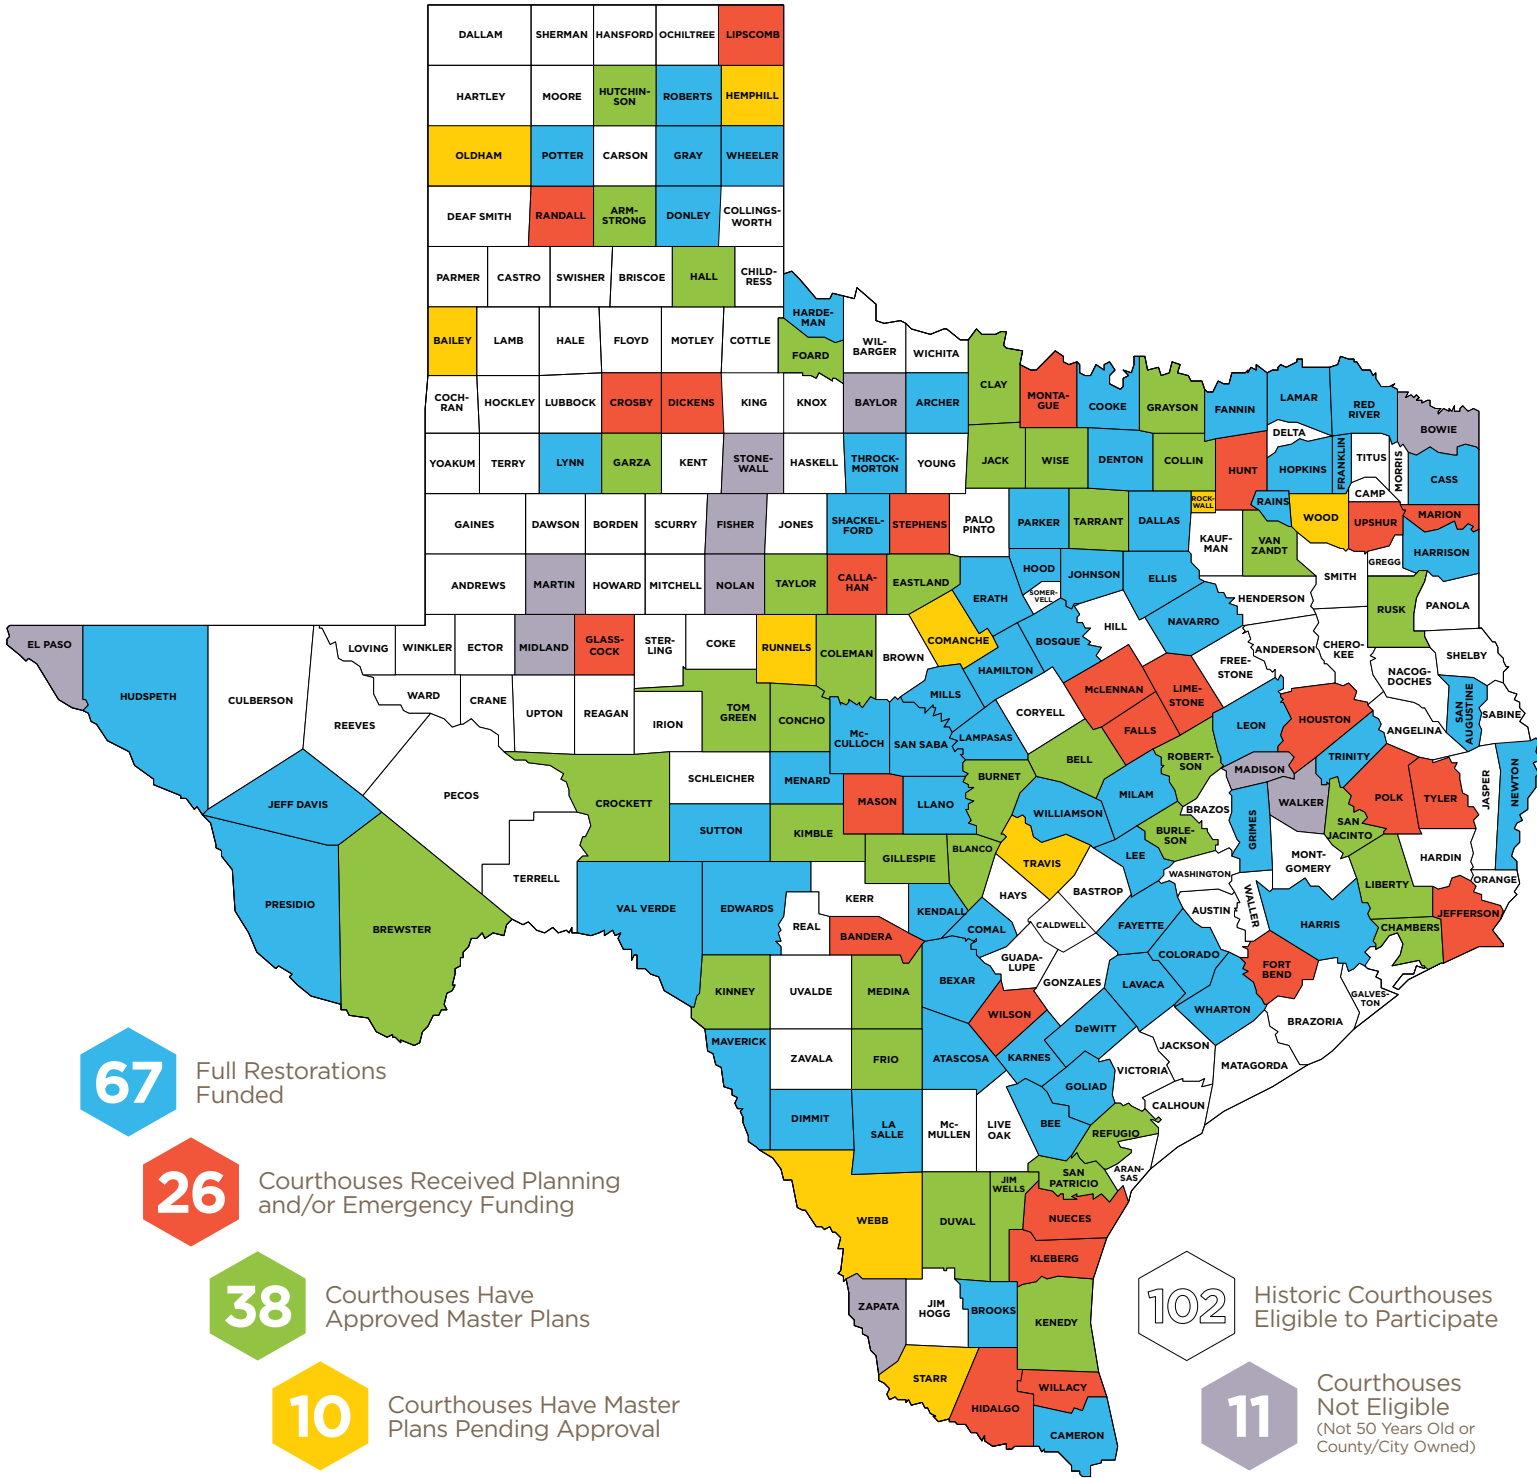 DALLAM
SHERMAN
HANSFORD
OCHILTREE
LIPSCOMB
HARTLEY
MOORE
HUTCHIN-
SON
ROBERTS
HEMPHILL
OLDHAM
POTTER
CARSON
GRAY
WHEELER
DEAF SMITH
RANDALL
ARM-
STRONG
DONLEY
COLLINGS-
WORTH
PARMER
CASTRO
SWISHER
BRISCOE
HALL
CHILD-
RESS
BAILEY
LAMB
HALE
FLOYD
MOTLEY
COTTLE
HARDE-
MAN
FOARD
WIL-
BARGER
WICHITA
COCH-
RAN
HOCKLEY
LUBBOCK
CROSBY
DICKENS
KING
KNOX
BAYLOR
ARCHER
CLAY
MONTA-
GUE
COOKE
GRAYSON
FANNIN
LAMAR
RED
RIVER
BOWIE
YOAKUM
TERRY
LYNN
GARZA
KENT
STONE-
WALL
HASKELL
THROCK-
MORTON
YOUNG
JACK
WISE
DENTON
COLLIN
HUNT
DELTA
HOPKINS
FRANKLIN
TITUS
MORRIS
CAMP
CASS
GAINES
DAWSON
BORDEN
SCURRY
FISHER
JONES
SHACKEL-
FORD
STEPHENS
PALO
PINTO
PARKER
TARRANT
DALLAS
ROCK-
WALL
KAUF-
MAN
RAINS
VAN
ZANDT
WOOD
UPSHUR
MARION
HARRISON
GREGG
ANDREWS
MARTIN
HOWARD
MITCHELL
NOLAN
TAYLOR
CALLA-
HAN
EASTLAND
ERATH
HOOD
SOMER-
VELL
JOHNSON
ELLIS
HENDERSON
SMITH
RUSK
PANOLA
EL PASO
HUDSPETH
CULBERSON
REEVES
LOVING
WINKLER
ECTOR
MIDLAND
GLASS-
COCK
STER-
LING
COKE
RUNNELS
COLEMAN
BROWN
COMANCHE
HAMILTON
BOSQUE
HILL
NAVARRO
FREE-
STONE
ANDERSON
CHERO-
KEE
NACOG-
DOCHES
SHELBY
WARD
CRANE
UPTON
REAGAN
IRION
TOM
GREEN
CONCHO
Mc-
CULLOCH
SAN SABA
MILLS
LAMPASAS
CORYELL
McLENNAN
LIME-
STONE
FALLS
LEON
HOUSTON
ANGELINA
SAN
AUGUSTINE
SABINE
JEFF DAVIS
PECOS
CROCKETT
SCHLEICHER
MENARD
MASON
LLANO
BURNET
BELL
ROBERT-
SON
MADISON
TRINITY
POLK
TYLER
JASPER
NEWTON
PRESIDIO
BREWSTER
TERRELL
SUTTON
KIMBLE
GILLESPIE
BLANCO
WILLIAMSON
MILAM
BRAZOS
BURLE-
SON
GRIMES
WALKER
SAN
JACINTO
HARDIN
VAL VERDE
EDWARDS
REAL
KERR
BANDERA
KENDALL
COMAL
HAYS
TRAVIS
BASTROP
CALDWELL
LEE
WASHINGTON
AUSTIN
WALLER
MONT-
GOMERY
LIBERTY
ORANGE
JEFFERSON
CHAMBERS
HARRIS
FAYETTE
COLORADO
FORT
BEND
GALVES-
TON
KINNEY
UVALDE
MEDINA
BEXAR
GUADA-
LUPE
GONZALES
LAVACA
WHARTON
BRAZORIA
MAVERICK
ZAVALA
FRIO
ATASCOSA
WILSON
KARNES
DeWITT
JACKSON
MATAGORDA
VICTORIA
CALHOUN
GOLIAD
DIMMIT
LA
SALLE
Mc-
MULLEN
LIVE
OAK
BEE
REFUGIO
ARAN-
SAS
SAN
PATRICIO
WEBB
DUVAL
JIM
WELLS
NUECES
KLEBERG
ZAPATA
JIM
HOGG
BROOKS
KENEDY
STARR
HIDALGO
WILLACY
CAMERON
67
Full Restorations
Funded
26
Courthouses Received Planning
and/or Emergency Funding
38
Courthouses Have
Approved Master Plans
10
Courthouses Have Master
Plans Pending Approval
102
Historic Courthouses
Eligible to Participate
11
Courthouses
Not Eligible
(Not 50 Years Old or
County/City Owned)